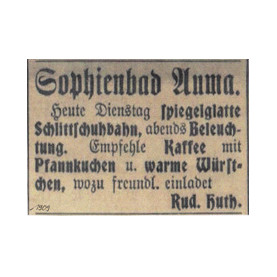 Sophienbad Auma.
Heute Dienstag spiegelglatte
Schlittschuhbahn, abends Beleuch-
tung. Empfehle Kaffee mit
Pfannkuchen u. warme Würst-
chen, wozu freundl. einladet
Rud. Huth.
1909